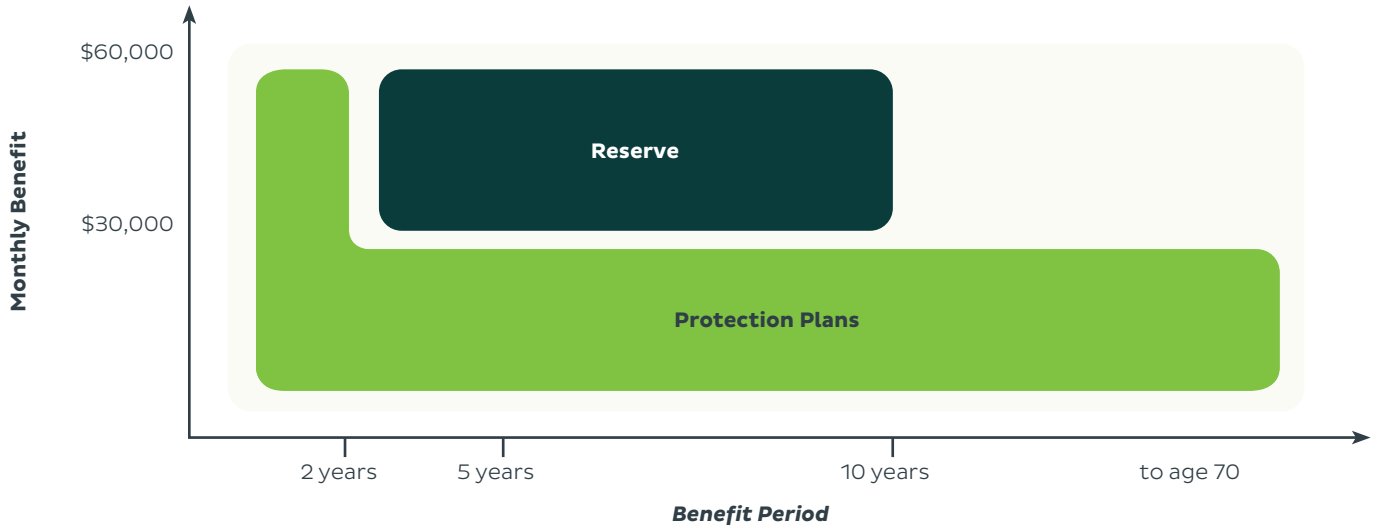 Monthly Benefit
$60,000
$30,000
Reserve
Protection Plans
2 years
5 years
10 years
to age 70
Benefit Period